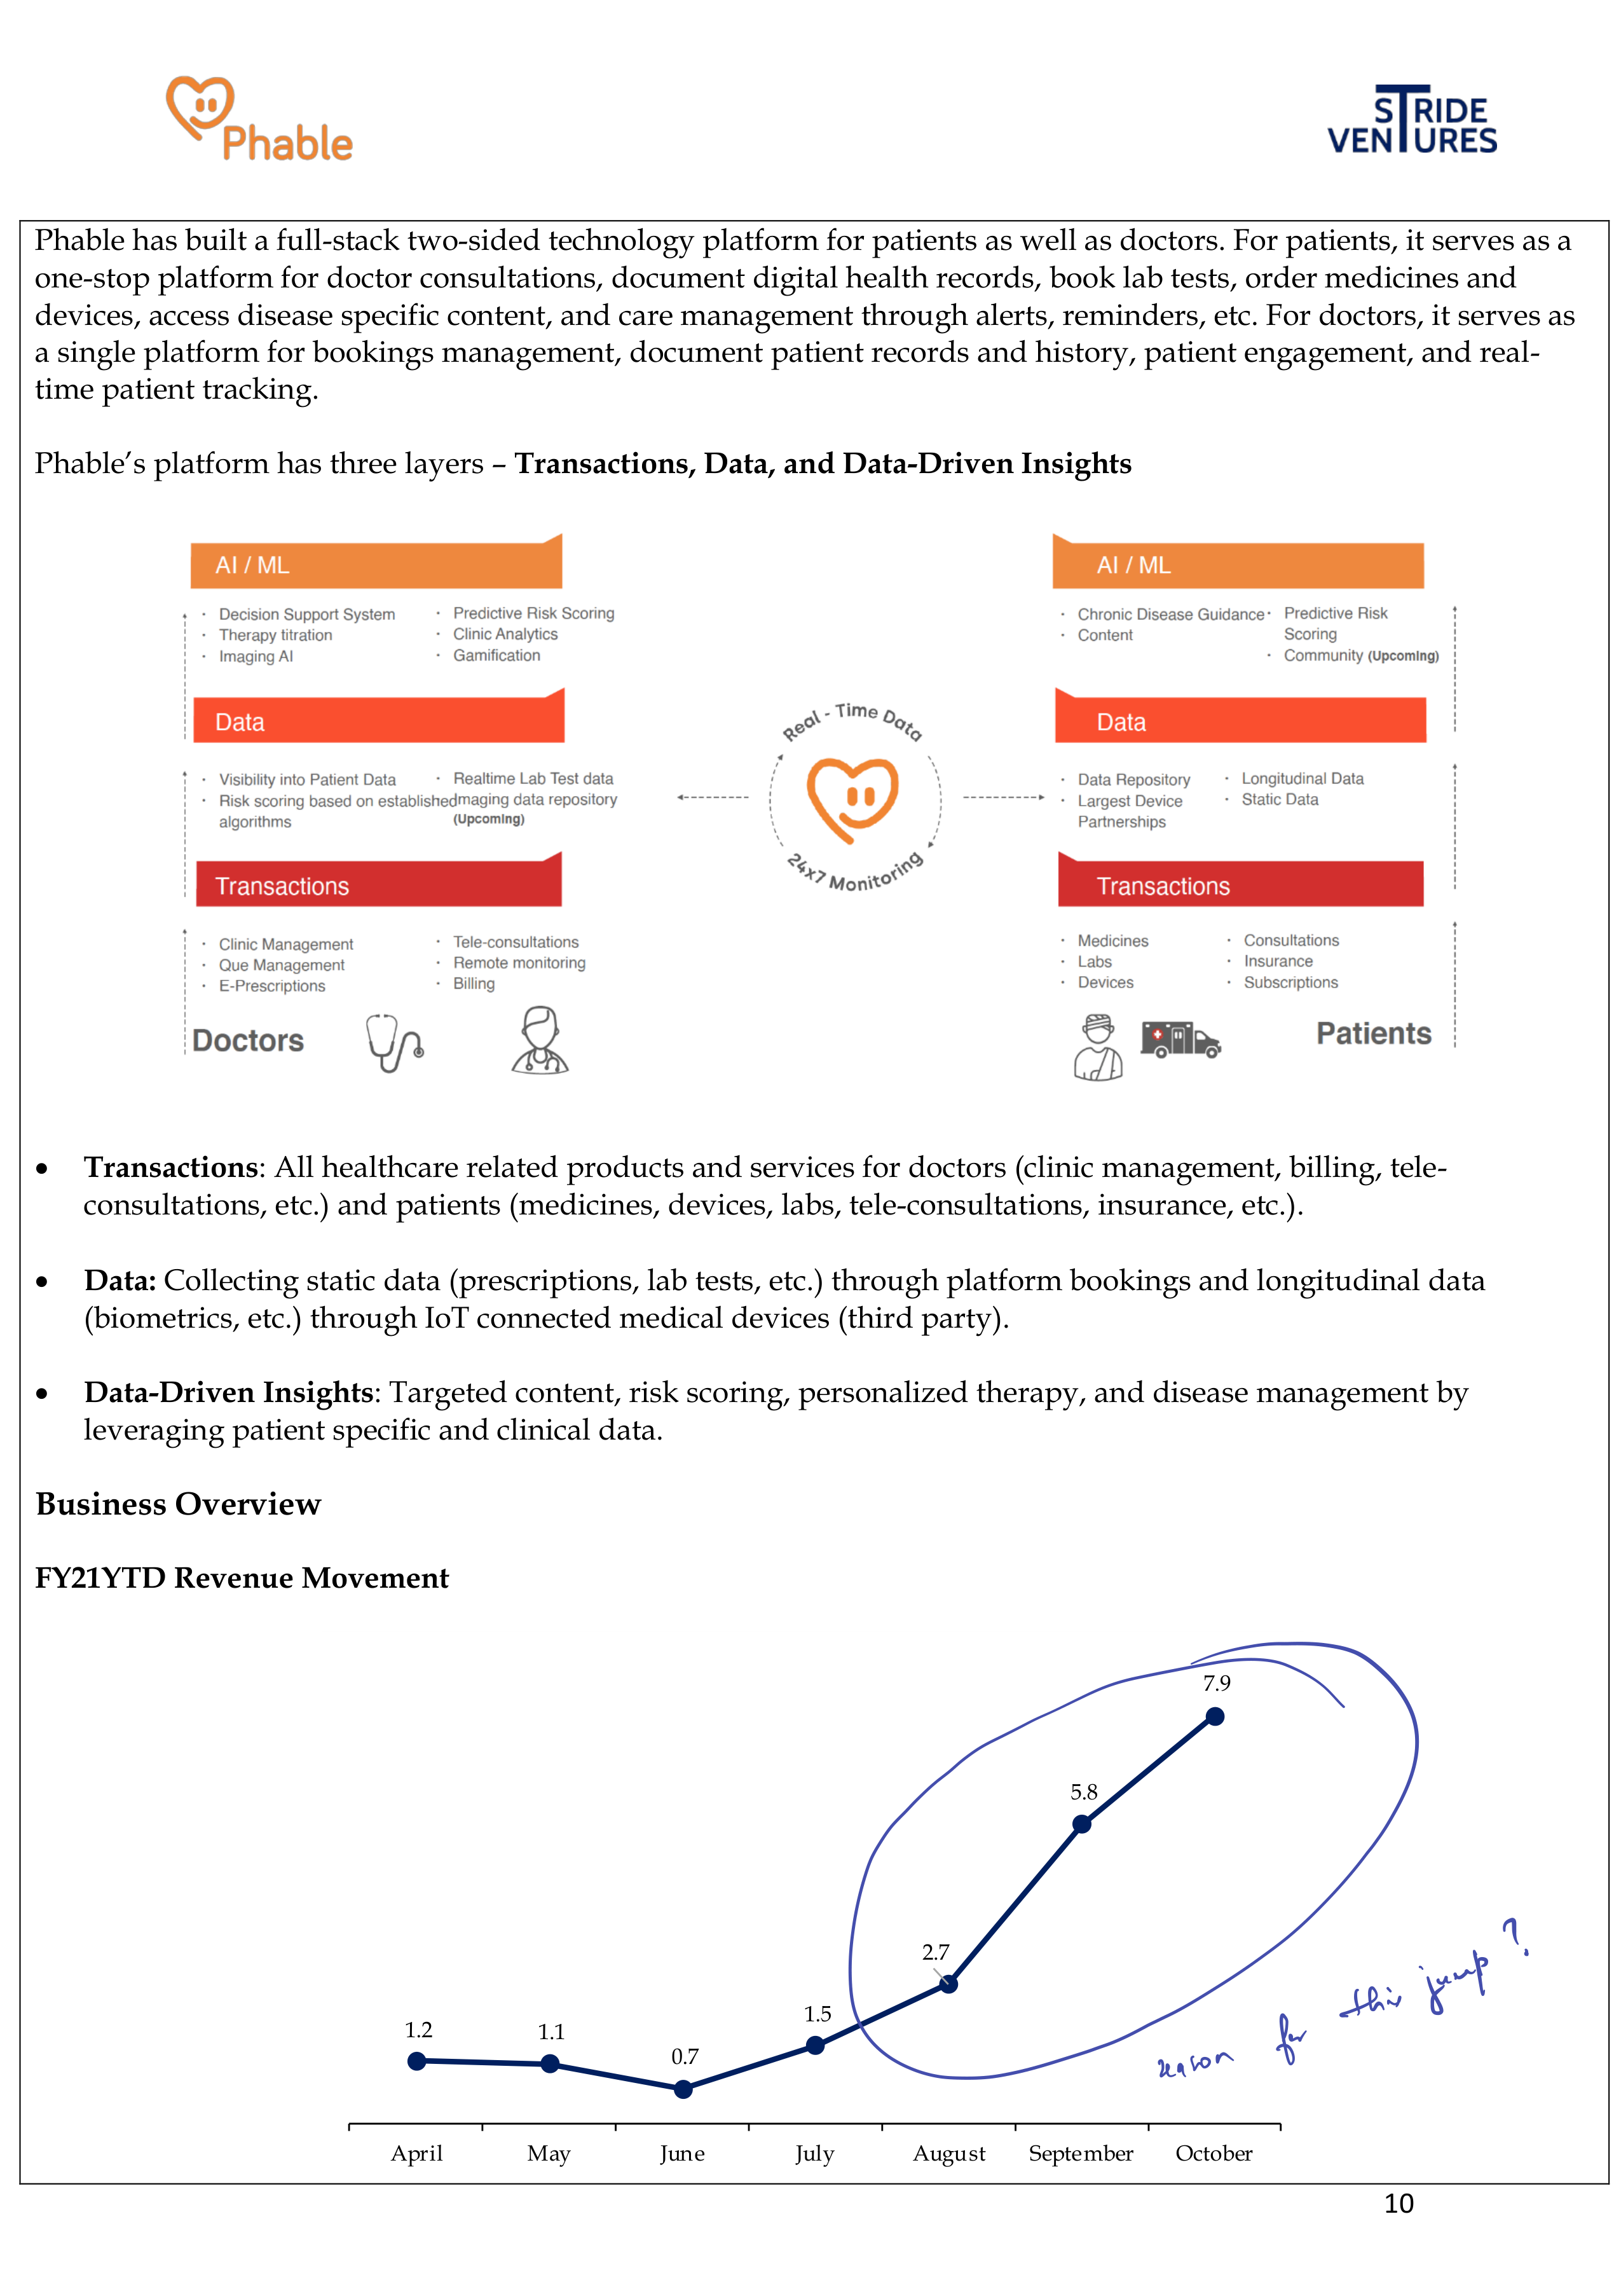 Phable
STRIDE
VENTURES
Phable has built a full-stack two-sided technology platform for patients as well as doctors. For patients, it serves as a
one-stop platform for doctor consultations, document digital health records, book lab tests, order medicines and
devices, access disease specific content, and care management through alerts, reminders, etc. For doctors, it serves as
a single platform for bookings management, document patient records and history, patient engagement, and real-
time patient tracking.
Phable’s platform has three layers – Transactions, Data, and Data-Driven Insights
AI / ML
· Decision Support System
· Therapy titration
· Imaging AI
· Predictive Risk Scoring
· Clinic Analytics
· Gamification
Data
· Visibility into Patient Data
· Risk scoring based on established
algorithms
· Realtime Lab Test data
Imaging data repository
(Upcoming)
Transactions
· Clinic Management
· Que Management
· E-Prescriptions
· Tele-consultations
· Remote monitoring
· Billing
Doctors
Real - Time Data
24x7 Monitoring
AI / ML
· Chronic Disease Guidance
· Content
· Predictive Risk
Scoring
· Community (Upcoming)
Data
· Data Repository
· Largest Device
Partnerships
· Longitudinal Data
· Static Data
Transactions
· Medicines
· Labs
· Devices
· Consultations
· Insurance
· Subscriptions
Patients
• Transactions: All healthcare related products and services for doctors (clinic management, billing, tele-
consultations, etc.) and patients (medicines, devices, labs, tele-consultations, insurance, etc.).
• Data: Collecting static data (prescriptions, lab tests, etc.) through platform bookings and longitudinal data
(biometrics, etc.) through IoT connected medical devices (third party).
• Data-Driven Insights: Targeted content, risk scoring, personalized therapy, and disease management by
leveraging patient specific and clinical data.
Business Overview
FY21YTD Revenue Movement
1.2
1.1
0.7
1.5
2.7
5.8
7.9
reason for this jump ?
April May June July August September October
10